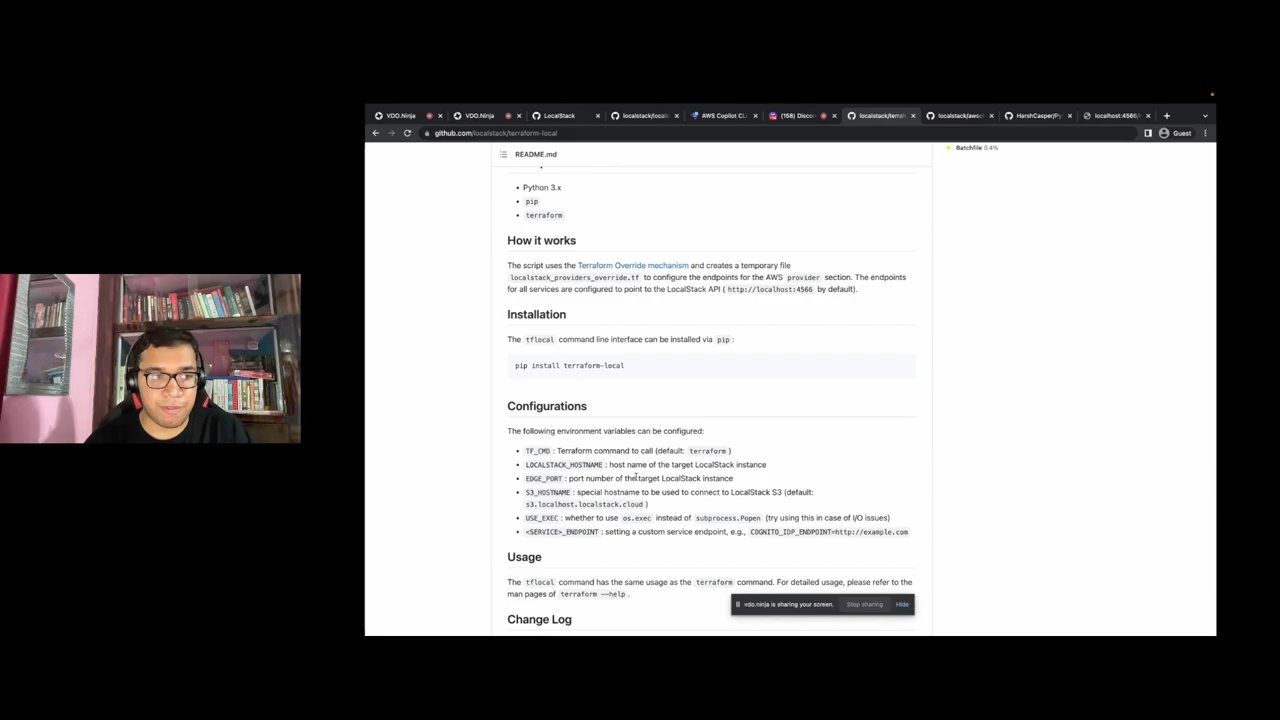 VDO.Ninja
VDO.Ninja
LocalStack
localstack/locals
AWS Copilot CL
(168) Disco
localstack/terraf
localstack/awscl
HarshCasper/Py
localhost:4566/
github.com/localstack/terraform-local
Guest
README.md
Batchfile 0.4%
• Python 3.x
• pip
• terraform
How it works
The script uses the Terraform Override mechanism and creates a temporary file
localstack_providers_override.tf to configure the endpoints for the AWS provider section. The endpoints
for all services are configured to point to the LocalStack API ( http://localhost:4566 by default).
Installation
The tflocal command line interface can be installed via pip :
pip install terraform-local
Configurations
The following environment variables can be configured:
• TF_CMD : Terraform command to call (default: terraform )
• LOCALSTACK_HOSTNAME : host name of the target LocalStack instance
• EDGE_PORT : port number of the target LocalStack instance
• S3_HOSTNAME : special hostname to be used to connect to LocalStack S3 (default:
s3.localhost.localstack.cloud )
• USE_EXEC : whether to use os.exec instead of subprocess.Popen (try using this in case of I/O issues)
• <SERVICE>_ENDPOINT : setting a custom service endpoint, e.g., COGNITO_IDP_ENDPOINT=http://example.com
Usage
The tflocal command has the same usage as the terraform command. For detailed usage, please refer to the
man pages of terraform --help .
vdo.ninja is sharing your screen.
Stop sharing
Hide
Change Log